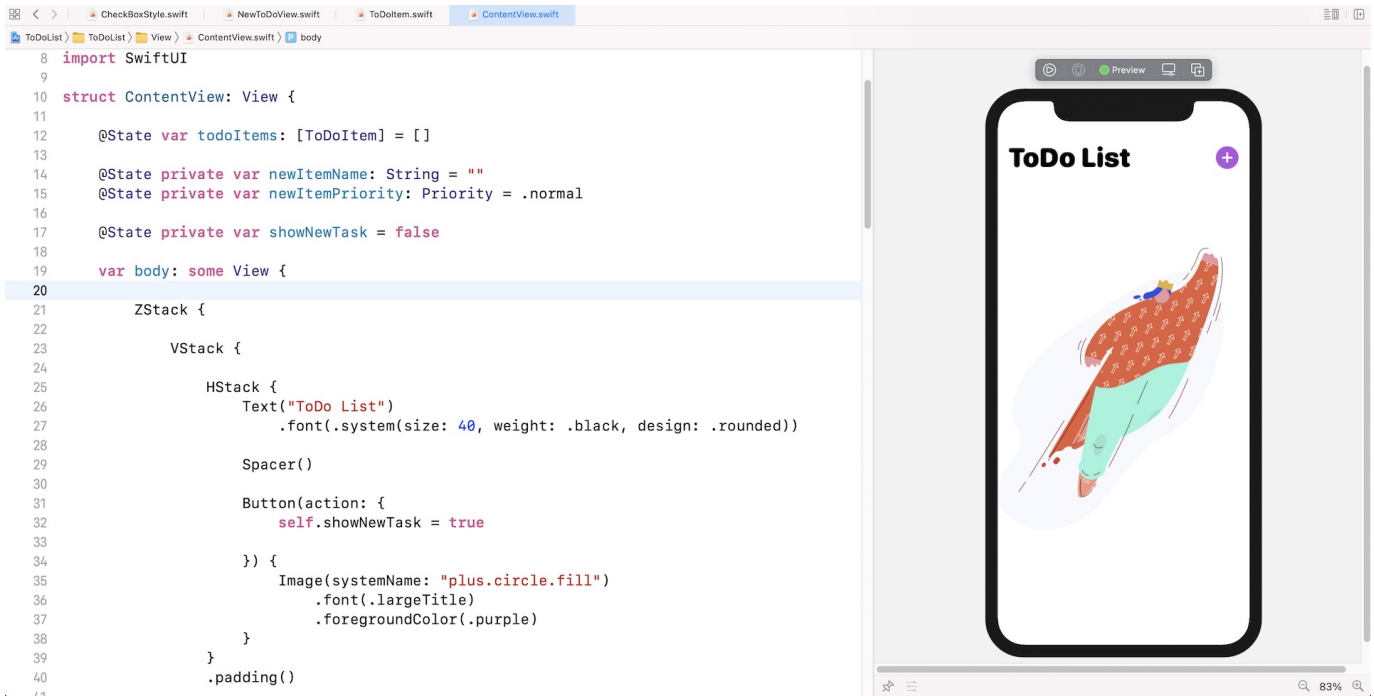 CheckBoxStyle.swift NewToDoView.swift ToDoItem.swift ContentView.swift
ToDoList ToDoList View ContentView.swift body
8 import SwiftUI
9
10 struct ContentView: View {
11
12 @State var todoItems: [ToDoItem] = []
13
14 @State private var newItemName: String = ""
15 @State private var newItemPriority: Priority = .normal
16
17 @State private var showNewTask = false
18
19 var body: some View {
20
21 ZStack {
22
23 VStack {
24
25 HStack {
26 Text("ToDo List")
27 .font(.system(size: 40, weight: .black, design: .rounded))
28
29 Spacer()
30
31 Button(action: {
32 self.showNewTask = true
33
34 }) {
35 Image(systemName: "plus.circle.fill")
36 .font(.largeTitle)
37 .foregroundColor(.purple)
38 }
39 }
40 .padding()
Preview
ToDo List
83%